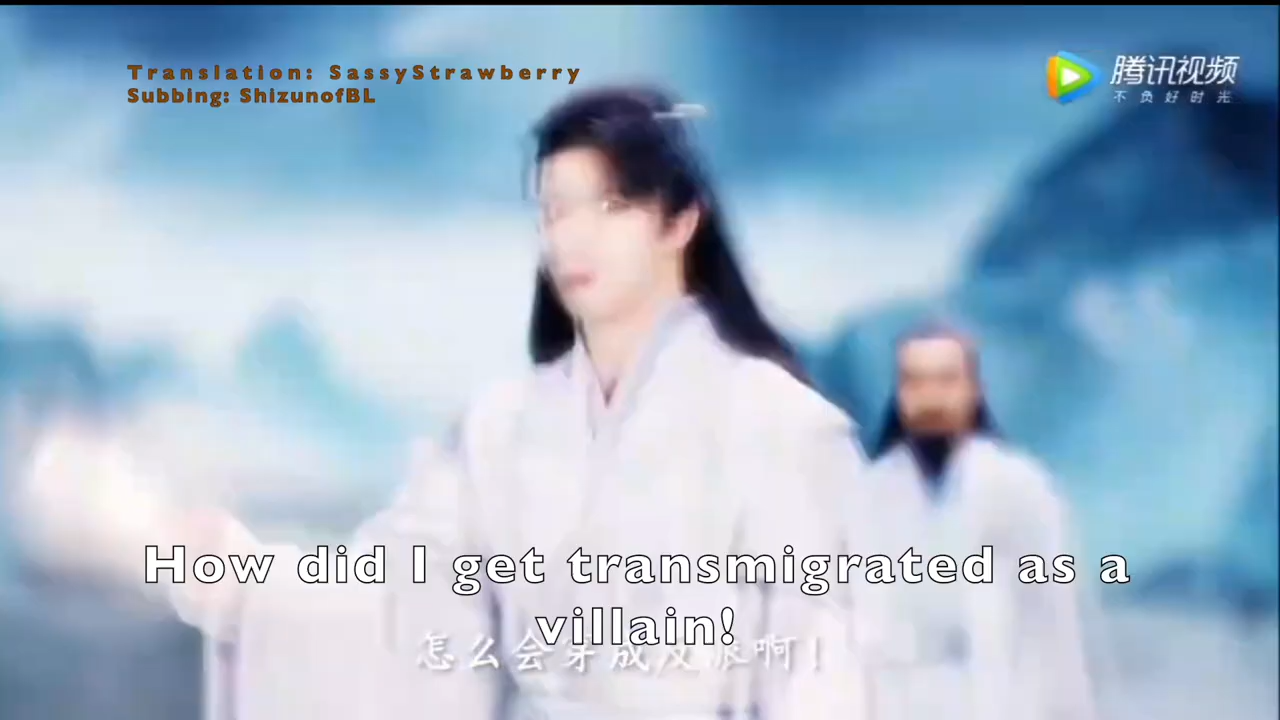 Translation: SassyStrawberry
Subbing: ShizunofBL
腾讯视频
不负好时光
How did I get transmigrated as a
villain!
怎么会穿成反派啊！